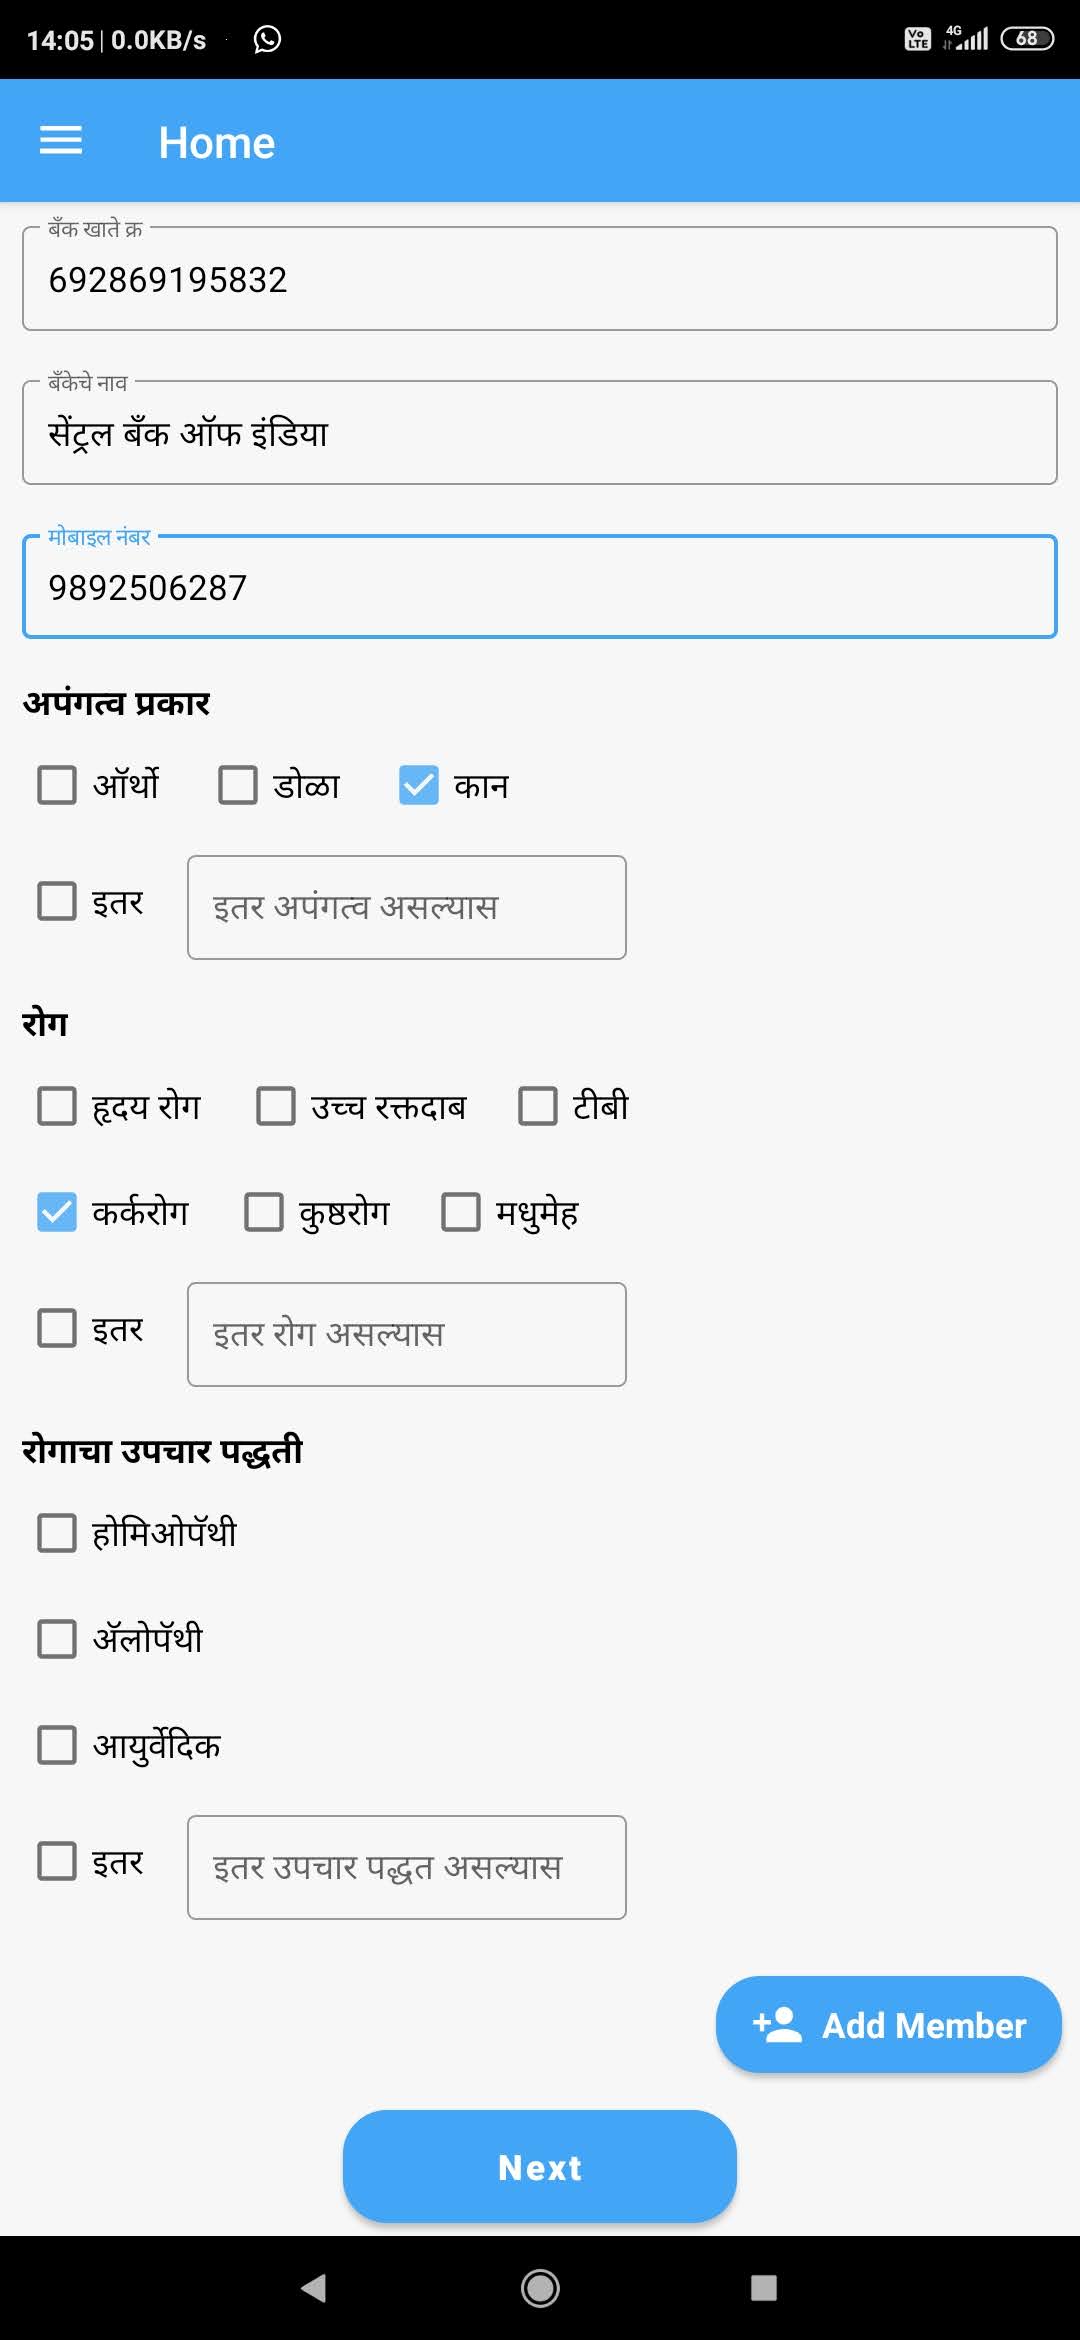 14:05 | 0.0KB/s
Vo LTE 4G 68
Home
बँक खाते क्र
692869195832
बँकेचे नाव
सेंट्रल बँक ऑफ इंडिया
मोबाइल नंबर
9892506287
अपंगत्व प्रकार
ऑर्थो डोळा कान
इतर इतर अपंगत्व असल्यास
रोग
हृदय रोग उच्च रक्तदाब टीबी
कर्करोग कुष्ठरोग मधुमेह
इतर इतर रोग असल्यास
रोगाचा उपचार पद्धती
होमिओपॅथी
ॲलोपॅथी
आयुर्वेदिक
इतर इतर उपचार पद्धत असल्यास
Add Member
Next